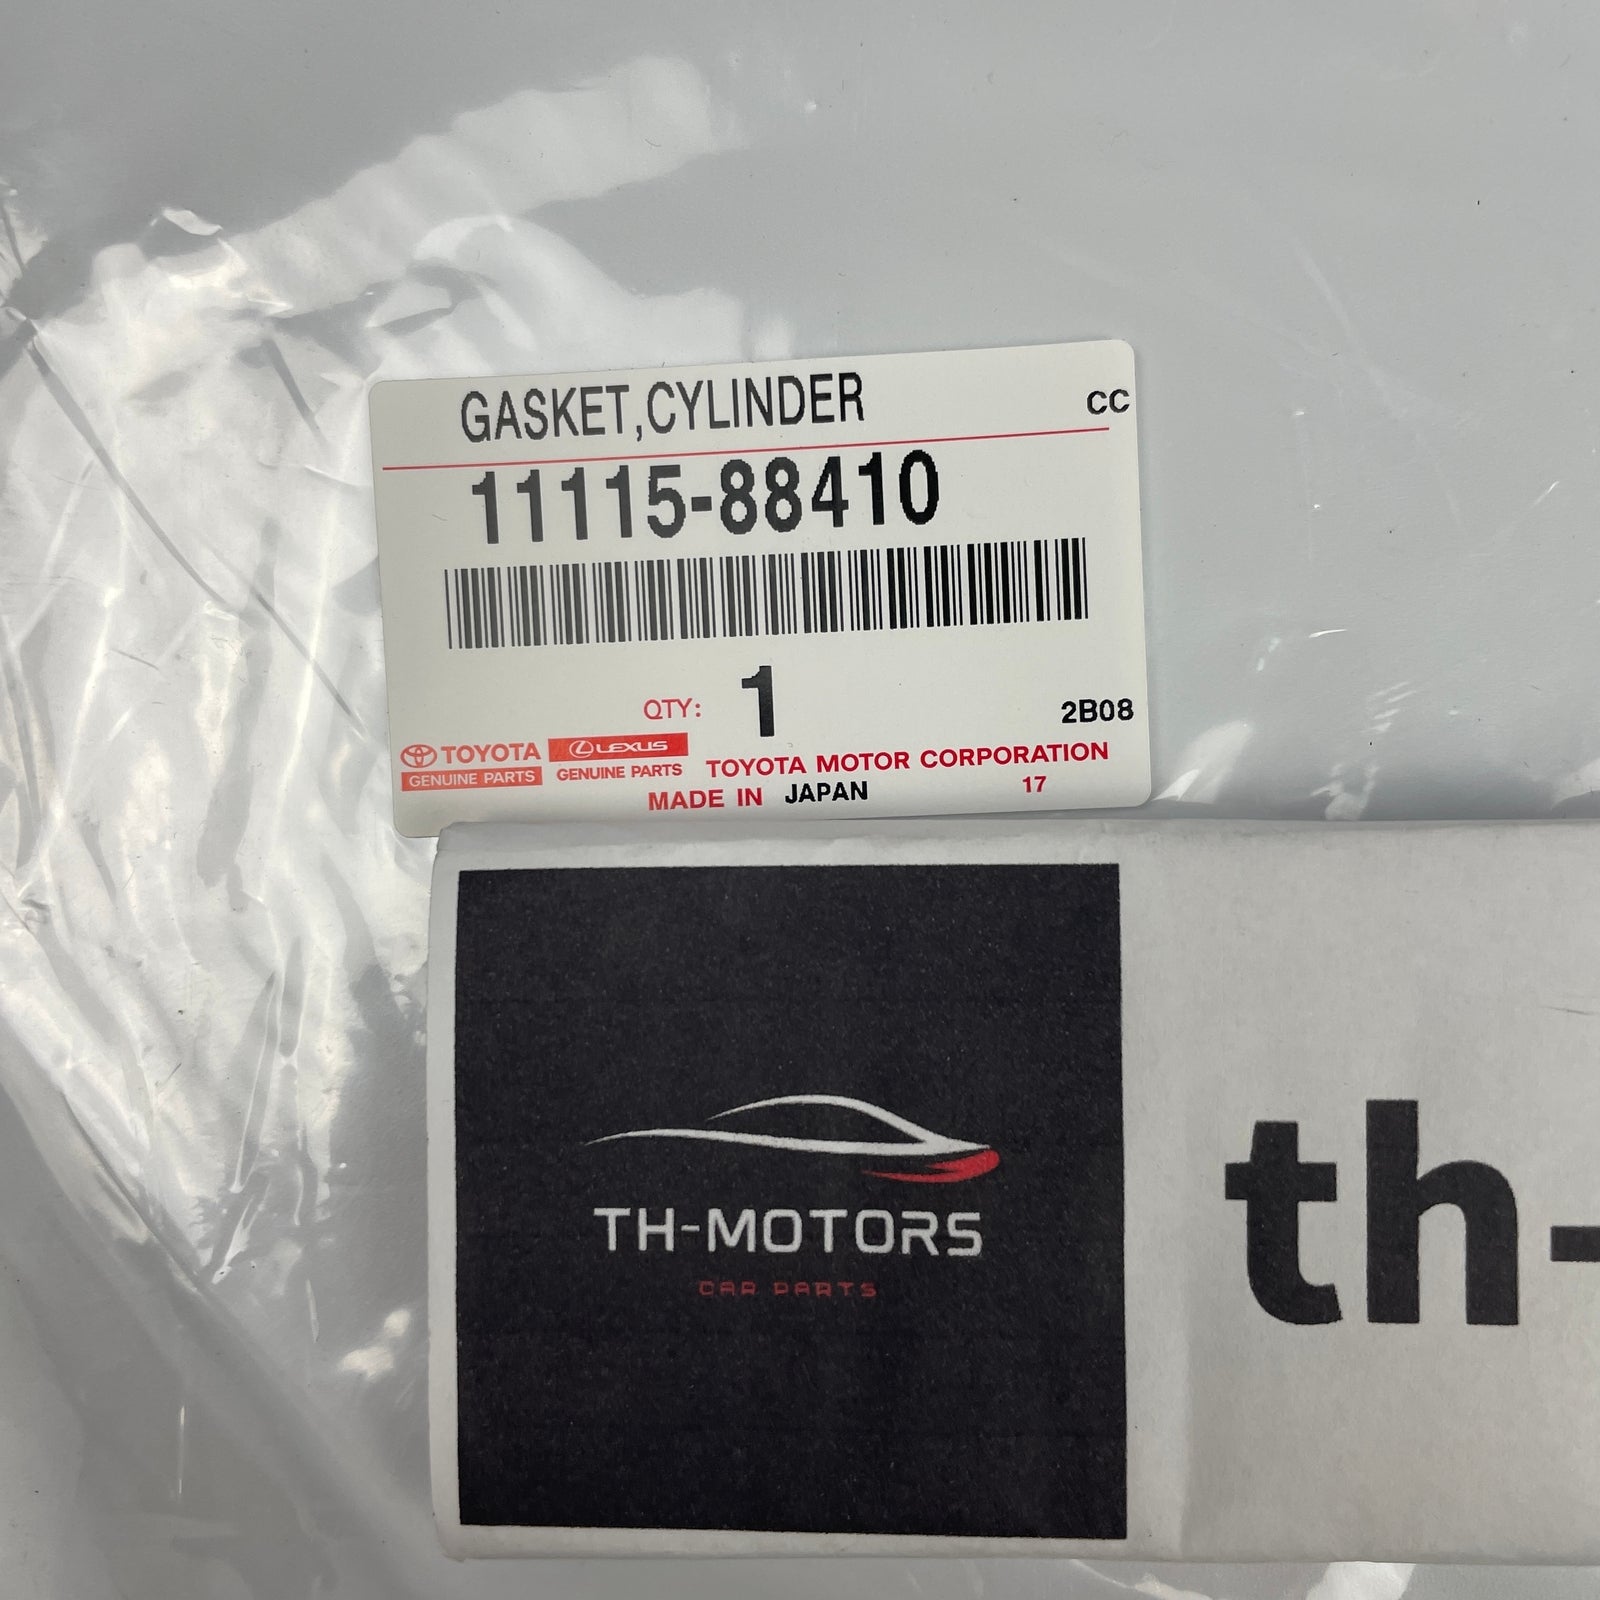 GASKET,CYLINDER CC
11115-88410
QTY: 1 2B08
TOYOTA LEXUS TOYOTA MOTOR CORPORATION
GENUINE PARTS GENUINE PARTS
MADE IN JAPAN 17
TH-MOTORS
CAR PARTS
th-